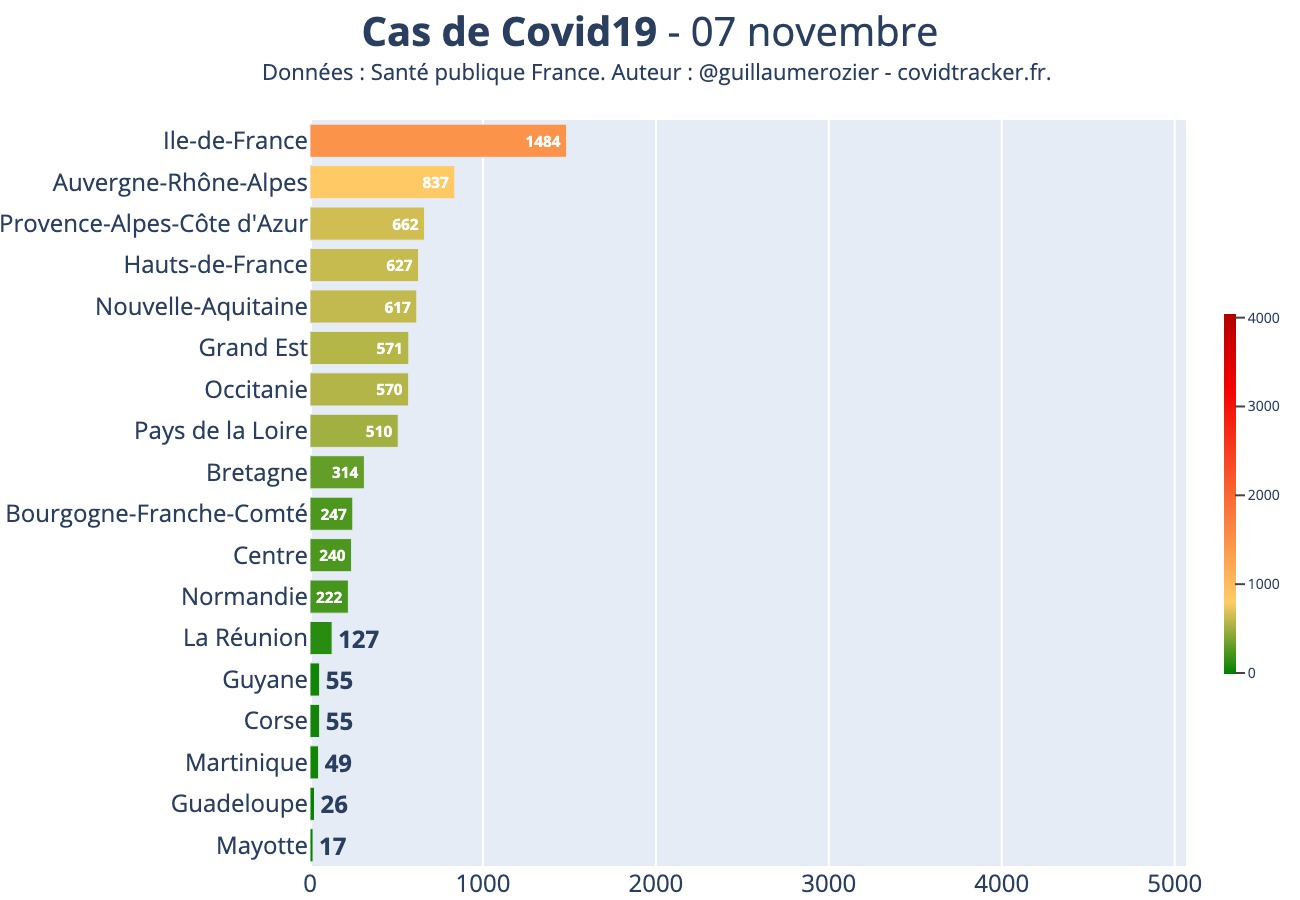 Cas de Covid19 - 07 novembre
Données : Santé publique France. Auteur : @guillaumerozier - covidtracker.fr.
Ile-de-France 1484
Auvergne-Rhône-Alpes 837
Provence-Alpes-Côte d'Azur 662
Hauts-de-France 627
Nouvelle-Aquitaine 617
Grand Est 571
Occitanie 570
Pays de la Loire 510
Bretagne 314
Bourgogne-Franche-Comté 247
Centre 240
Normandie 222
La Réunion 127
Guyane 55
Corse 55
Martinique 49
Guadeloupe 26
Mayotte 17
0 1000 2000 3000 4000 5000
4000
3000
2000
1000
0